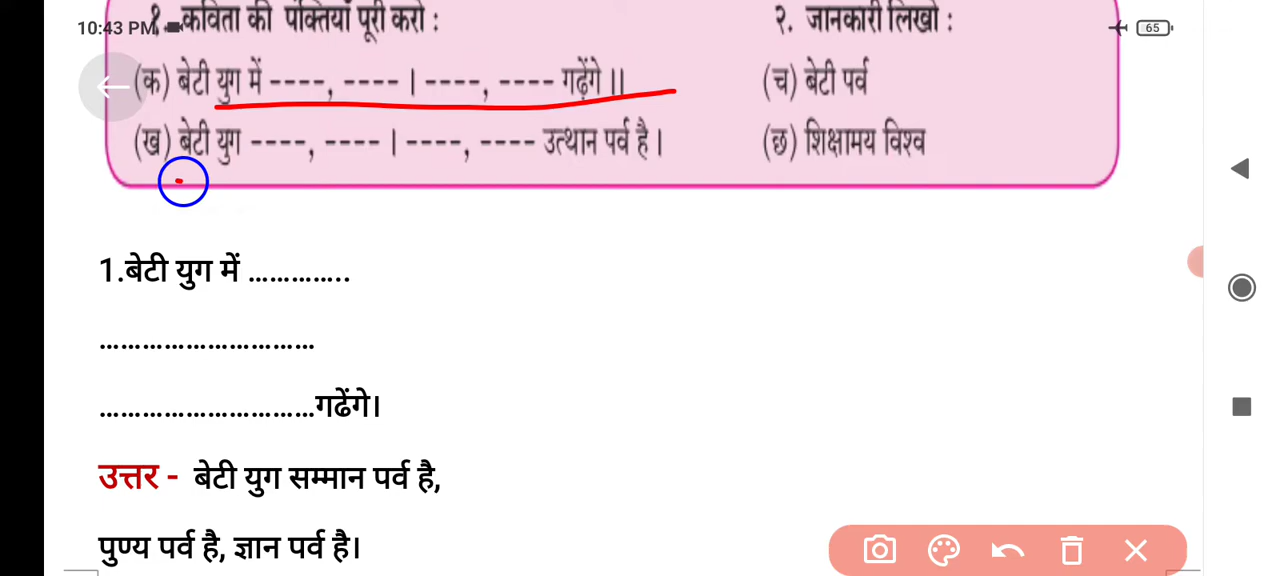 10:43 PM
65
१. कविता की पंक्तियाँ पूरी करो :
(क) बेटी युग में ----, ---- । ----, ---- गढ़ेंगे ।।
(ख) बेटी युग ----, ---- । ----, ---- उत्थान पर्व है ।
२. जानकारी लिखो :
(च) बेटी पर्व
(छ) शिक्षामय विश्व
1.बेटी युग में …………..
…………………………
…………………………गढेंगे।
उत्तर - बेटी युग सम्मान पर्व है,
पुण्य पर्व है, ज्ञान पर्व है।